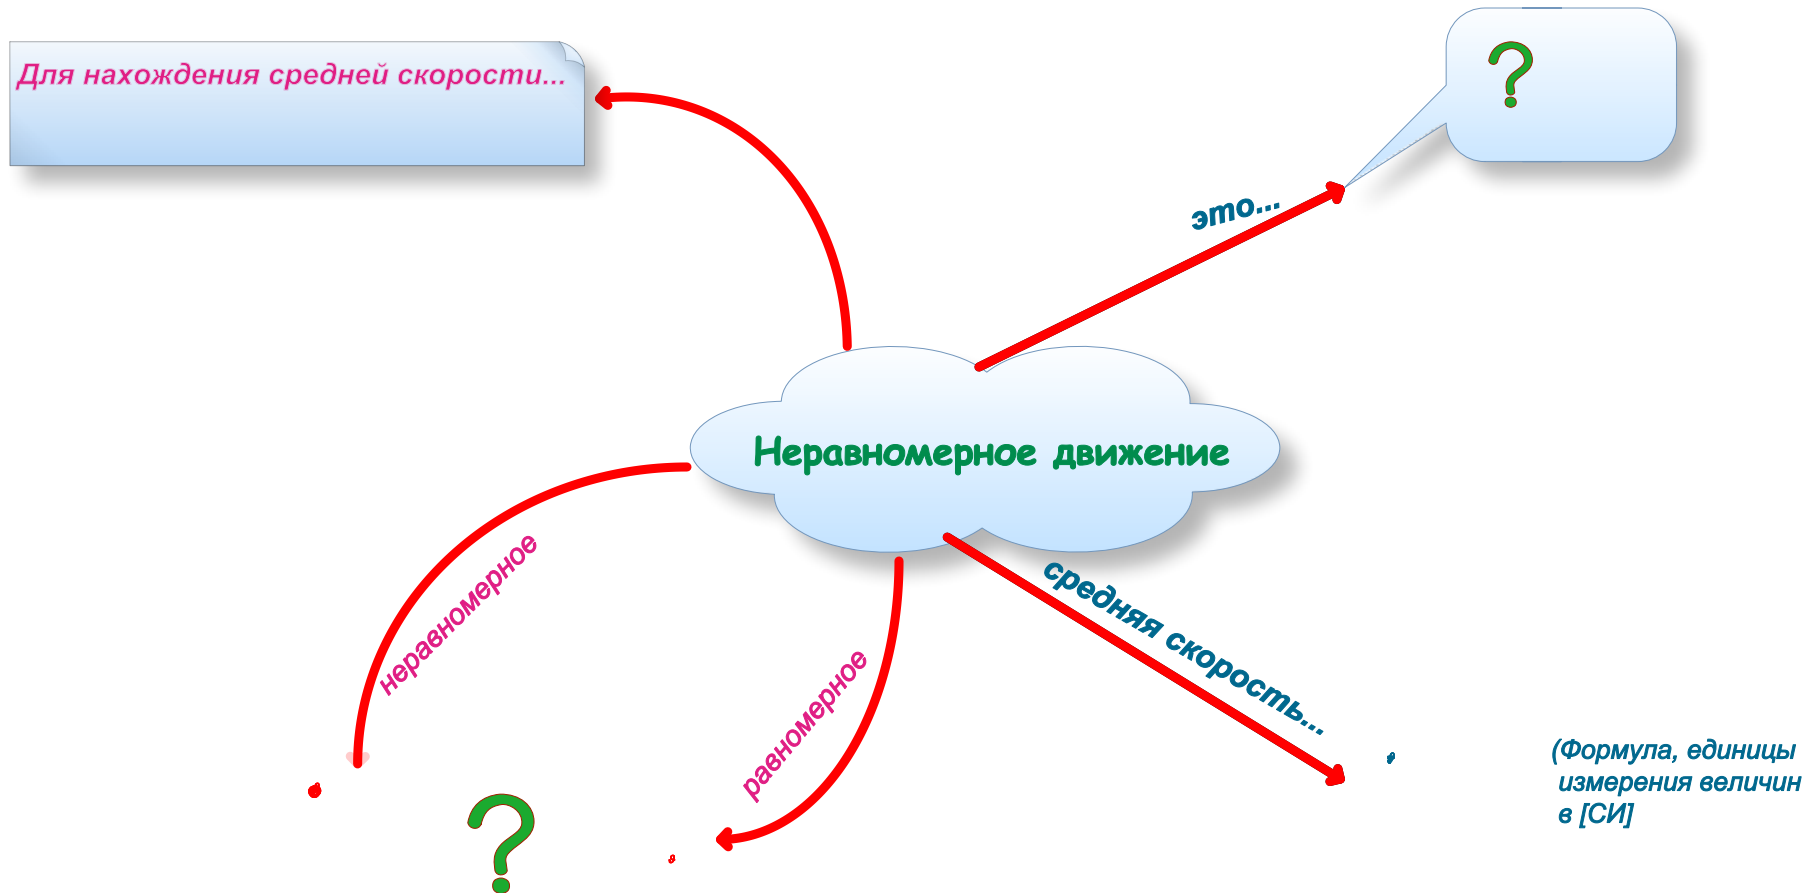 Для нахождения средней скорости...
?
это...
Неравномерное движение
неравномерное
равномерное
средняя скорость...
(Формула, единицы
измерения величин
в [СИ]
?